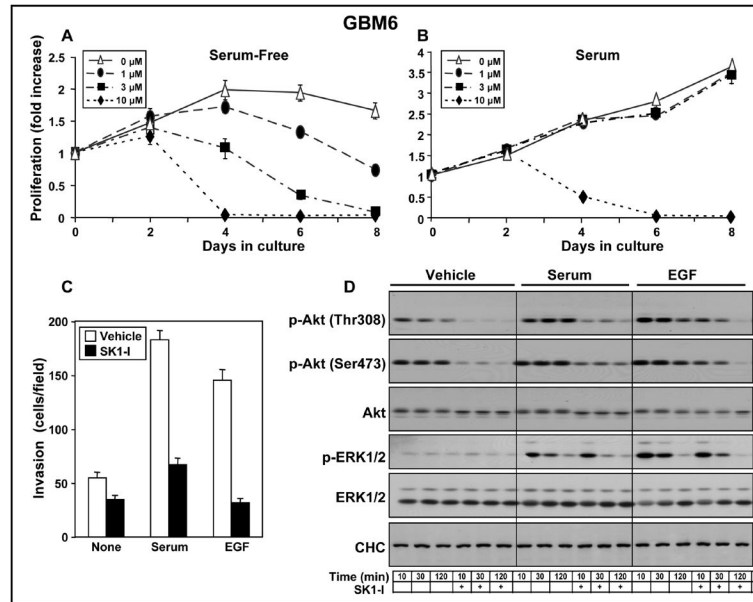 GBM6
A
Serum-Free
0 µM
1 µM
3 µM
10 µM
Proliferation (fold increase)
2.5
2
1.5
1
0.5
0
0 2 4 6 8
Days in culture
B
Serum
0 µM
1 µM
3 µM
10 µM
4
3.5
3
2.5
2
1.5
1
0.5
0
0 2 4 6 8
Days in culture
C
Vehicle
SK1-I
Invasion (cells/field)
200
150
100
50
0
None Serum EGF
D
Vehicle Serum EGF
p-Akt (Thr308)
p-Akt (Ser473)
Akt
p-ERK1/2
ERK1/2
CHC
Time (min) 10 30 120 10 30 120 10 30 120 10 30 120 10 30 120 10 30 120
SK1-I + + + + + + + + +